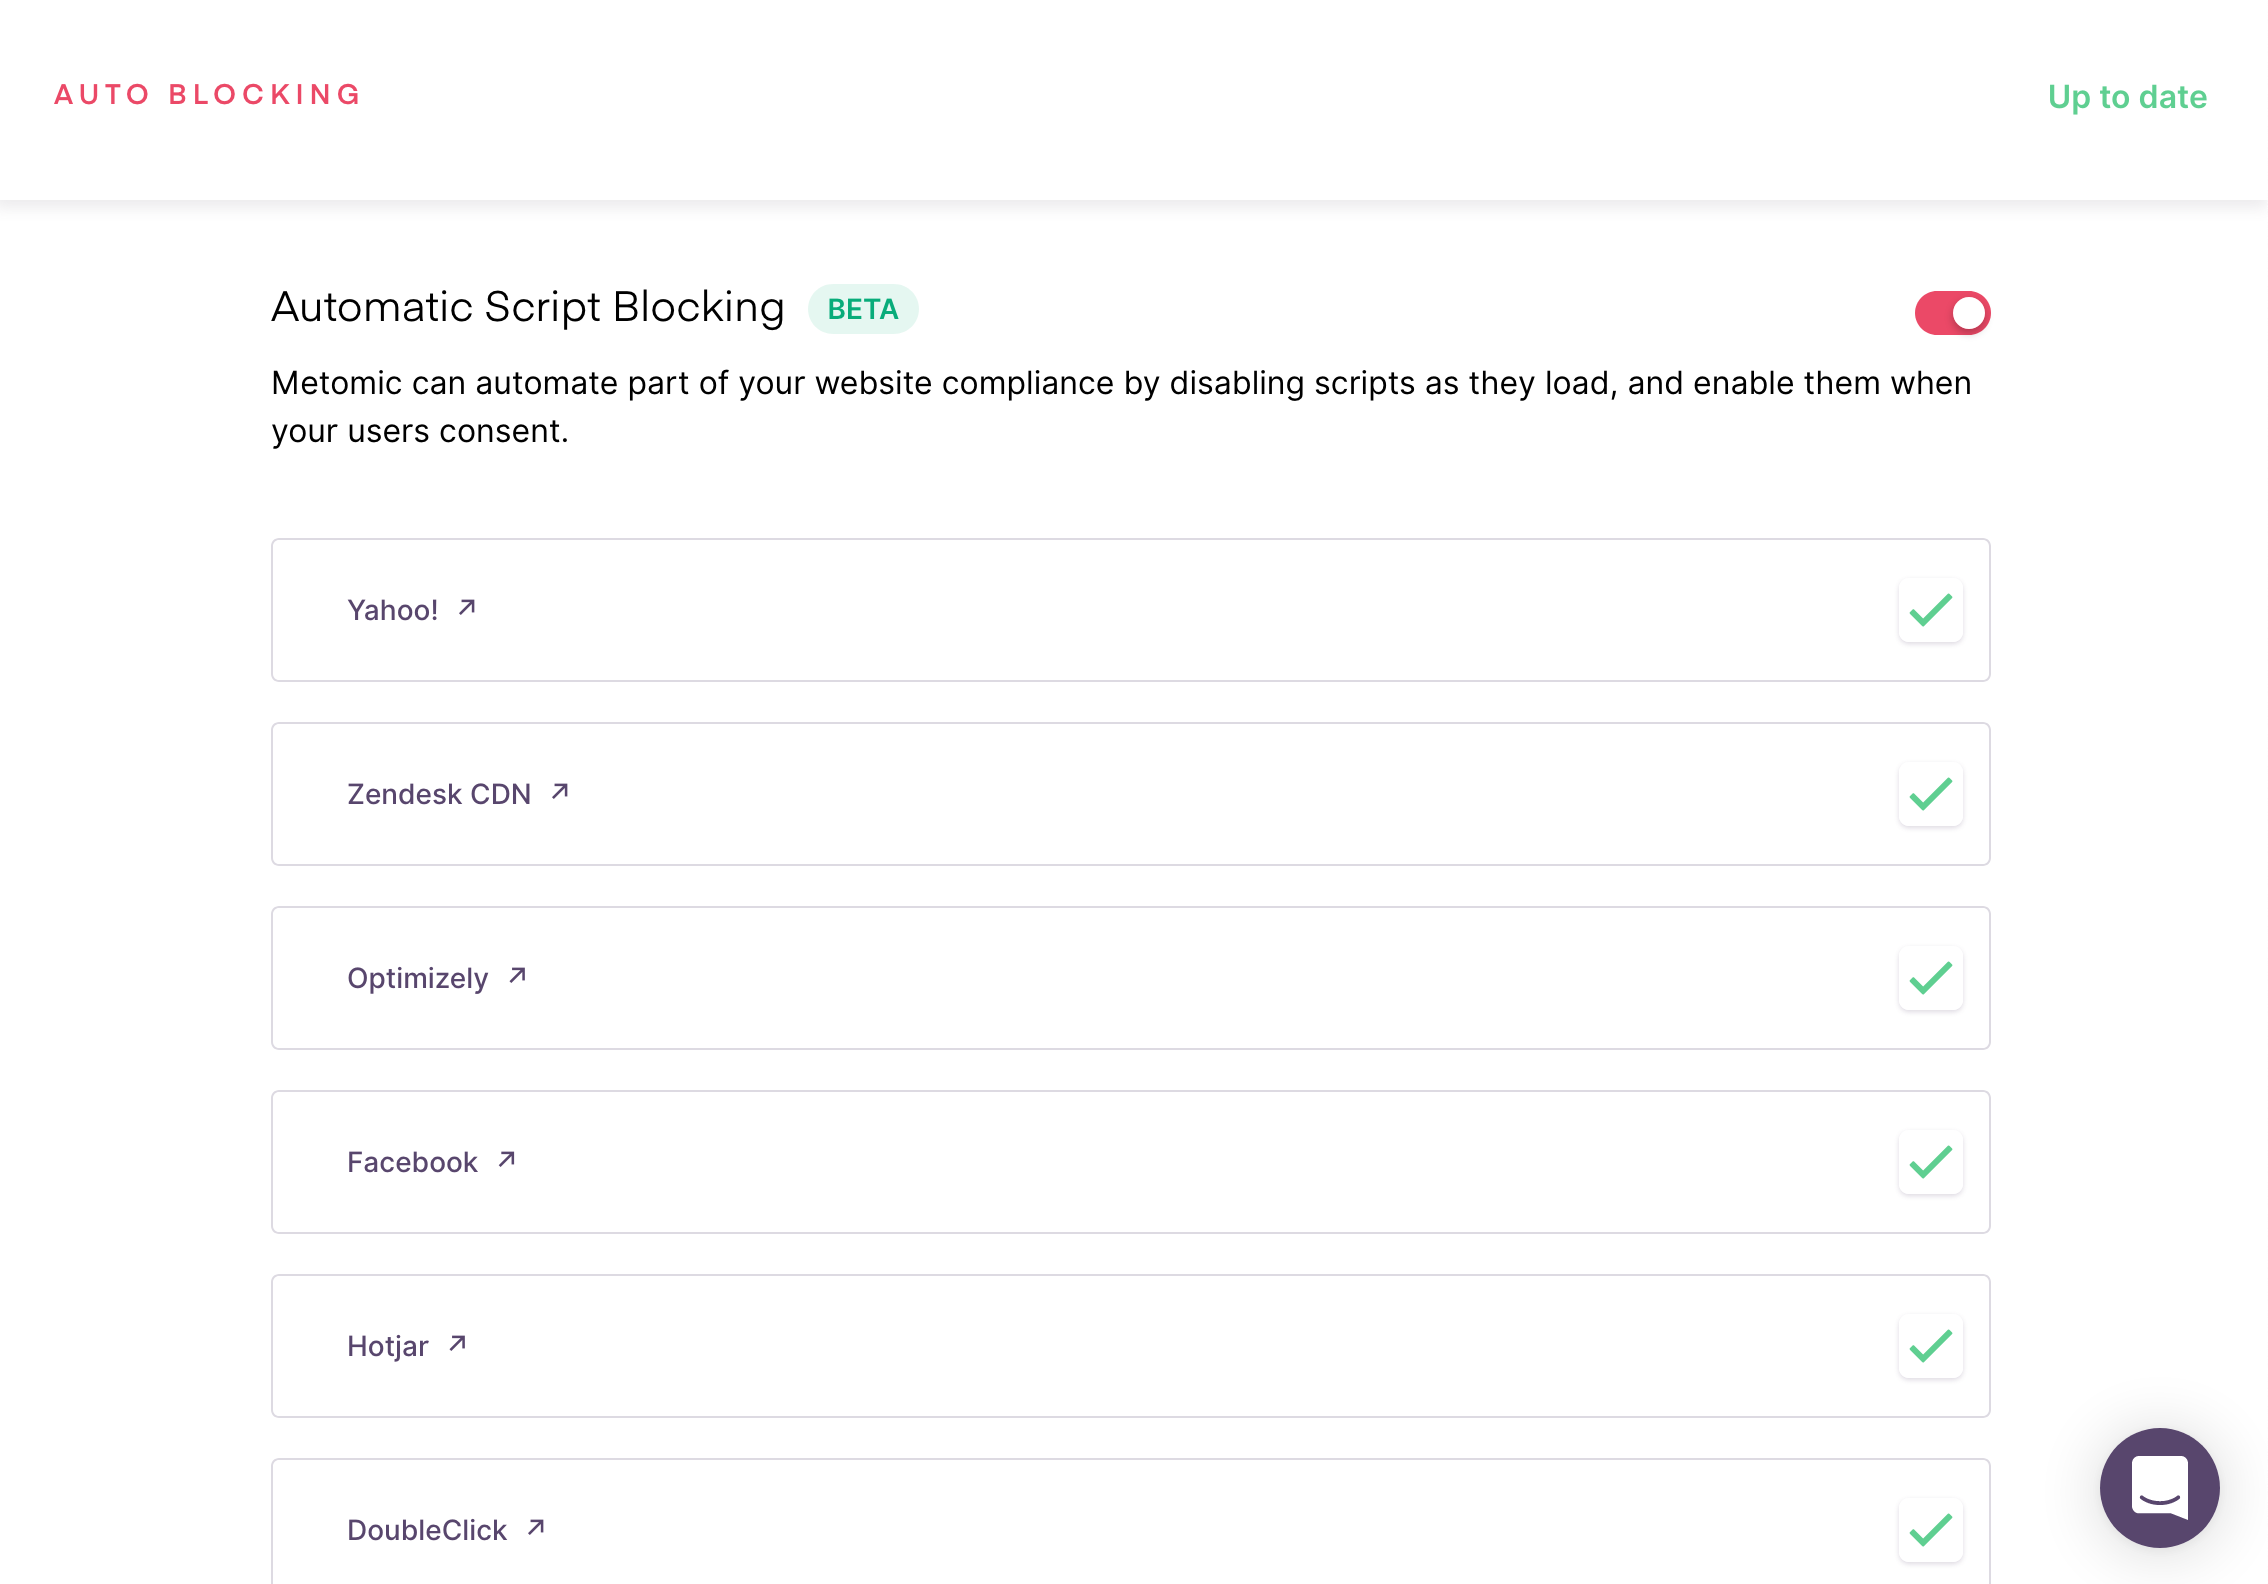 AUTO BLOCKING
Up to date
Automatic Script Blocking BETA
Metomic can automate part of your website compliance by disabling scripts as they load, and enable them when
your users consent.
Yahoo!
Zendesk CDN
Optimizely
Facebook
Hotjar
DoubleClick